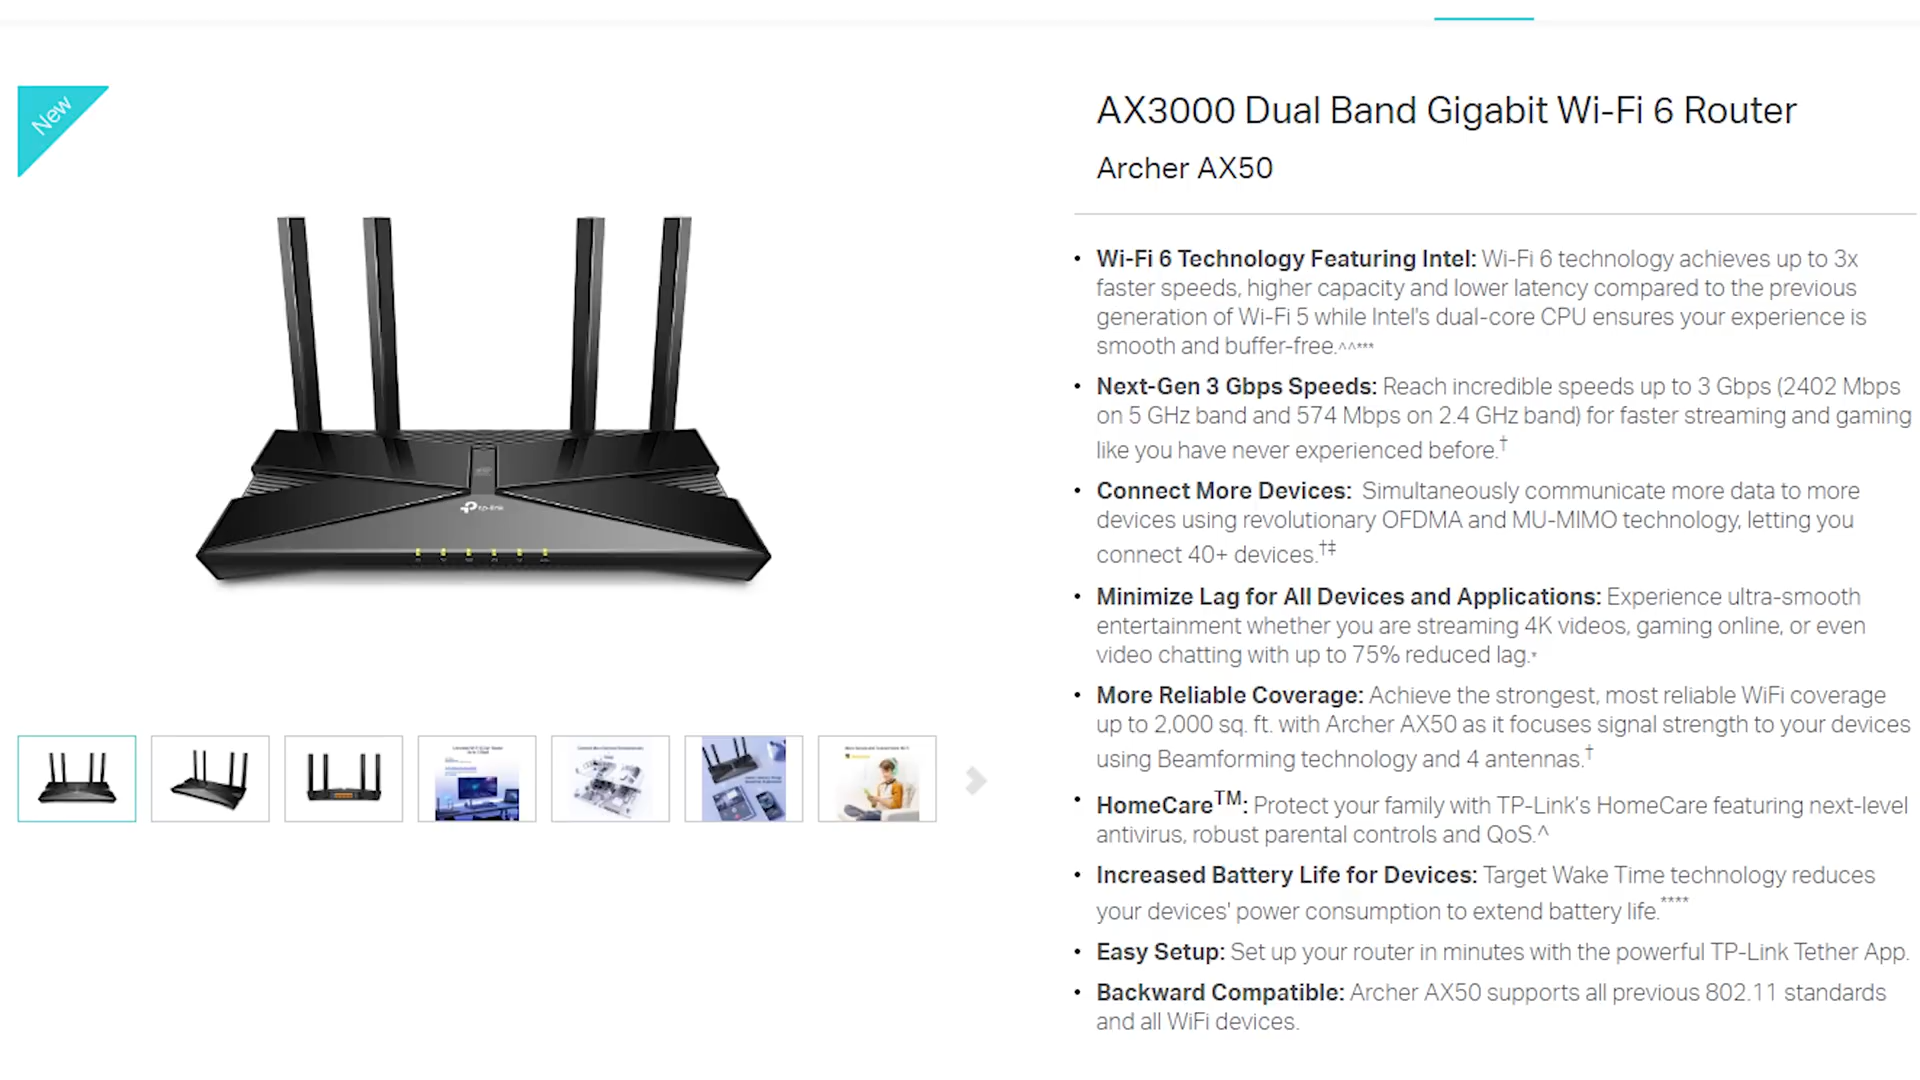 New
AX3000 Dual Band Gigabit Wi-Fi 6 Router
Archer AX50
tp-link
• Wi-Fi 6 Technology Featuring Intel: Wi-Fi 6 technology achieves up to 3x
faster speeds, higher capacity and lower latency compared to the previous
generation of Wi-Fi 5 while Intel's dual-core CPU ensures your experience is
smooth and buffer-free.^^***
• Next-Gen 3 Gbps Speeds: Reach incredible speeds up to 3 Gbps (2402 Mbps
on 5 GHz band and 574 Mbps on 2.4 GHz band) for faster streaming and gaming
like you have never experienced before.†
• Connect More Devices: Simultaneously communicate more data to more
devices using revolutionary OFDMA and MU-MIMO technology, letting you
connect 40+ devices.†‡
• Minimize Lag for All Devices and Applications: Experience ultra-smooth
entertainment whether you are streaming 4K videos, gaming online, or even
video chatting with up to 75% reduced lag.*
• More Reliable Coverage: Achieve the strongest, most reliable WiFi coverage
up to 2,000 sq. ft. with Archer AX50 as it focuses signal strength to your devices
using Beamforming technology and 4 antennas.†
• HomeCare™: Protect your family with TP-Link's HomeCare featuring next-level
antivirus, robust parental controls and QoS.^
• Increased Battery Life for Devices: Target Wake Time technology reduces
your devices' power consumption to extend battery life.****
• Easy Setup: Set up your router in minutes with the powerful TP-Link Tether App.
• Backward Compatible: Archer AX50 supports all previous 802.11 standards
and all WiFi devices.